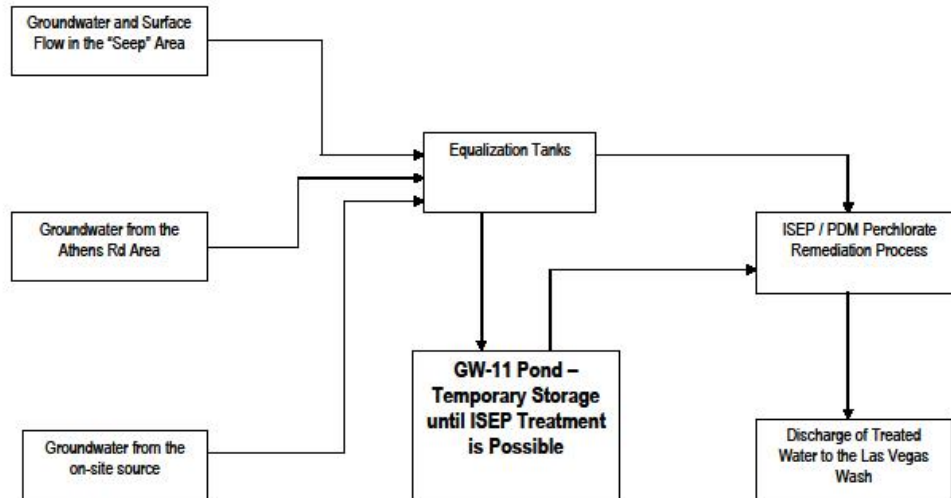 Groundwater and Surface
Flow in the “Seep” Area
Equalization Tanks
Groundwater from the
Athens Rd Area
ISEP / PDM Perchlorate
Remediation Process
GW-11 Pond –
Temporary Storage
until ISEP Treatment
is Possible
Groundwater from the
on-site source
Discharge of Treated
Water to the Las Vegas
Wash